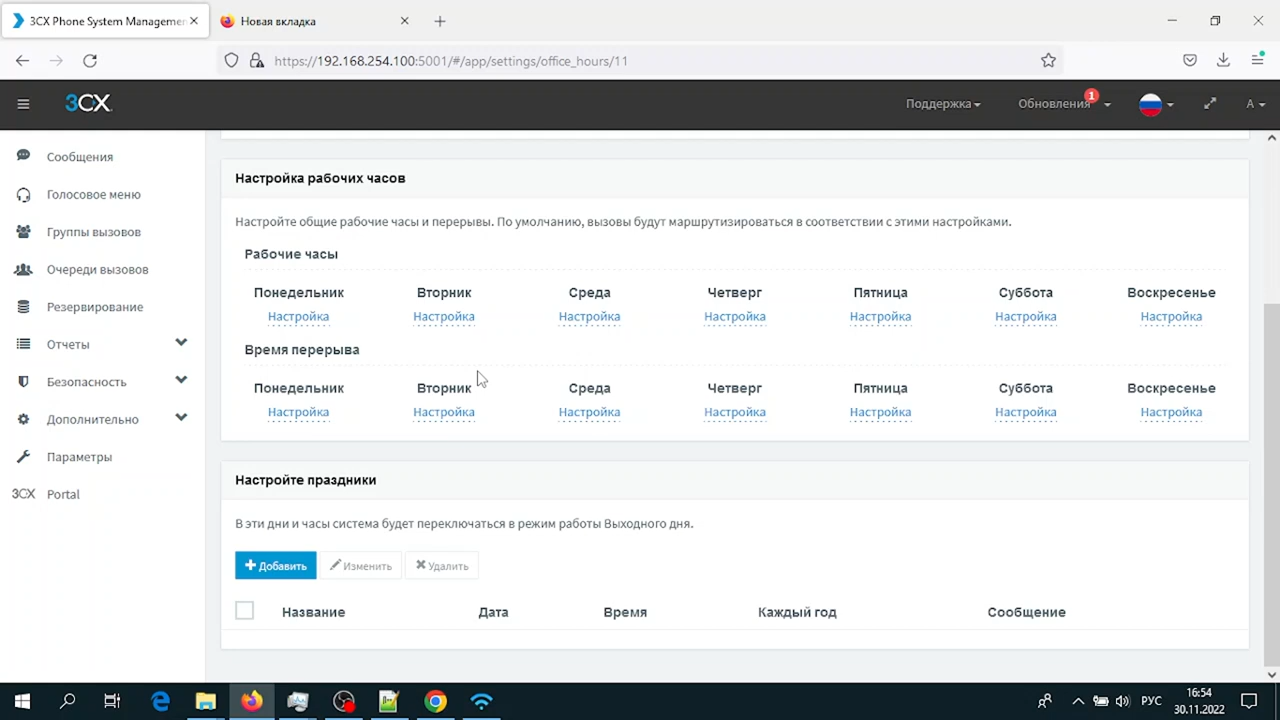 3CX Phone System Managemen
Новая вкладка
https://192.168.254.100:5001/#/app/settings/office_hours/11
3CX
Поддержка
Обновления
1
A
Сообщения
Голосовое меню
Группы вызовов
Очереди вызовов
Резервирование
Отчеты
Безопасность
Дополнительно
Параметры
3CX Portal
Настройка рабочих часов
Настройте общие рабочие часы и перерывы. По умолчанию, вызовы будут маршрутизироваться в соответствии с этими настройками.
Рабочие часы
Понедельник Вторник Среда Четверг Пятница Суббота Воскресенье
Настройка Настройка Настройка Настройка Настройка Настройка Настройка
Время перерыва
Понедельник Вторник Среда Четверг Пятница Суббота Воскресенье
Настройка Настройка Настройка Настройка Настройка Настройка Настройка
Настройте праздники
В эти дни и часы система будет переключаться в режим работы Выходного дня.
Добавить Изменить Удалить
Название Дата Время Каждый год Сообщение
РУС
16:54
30.11.2022